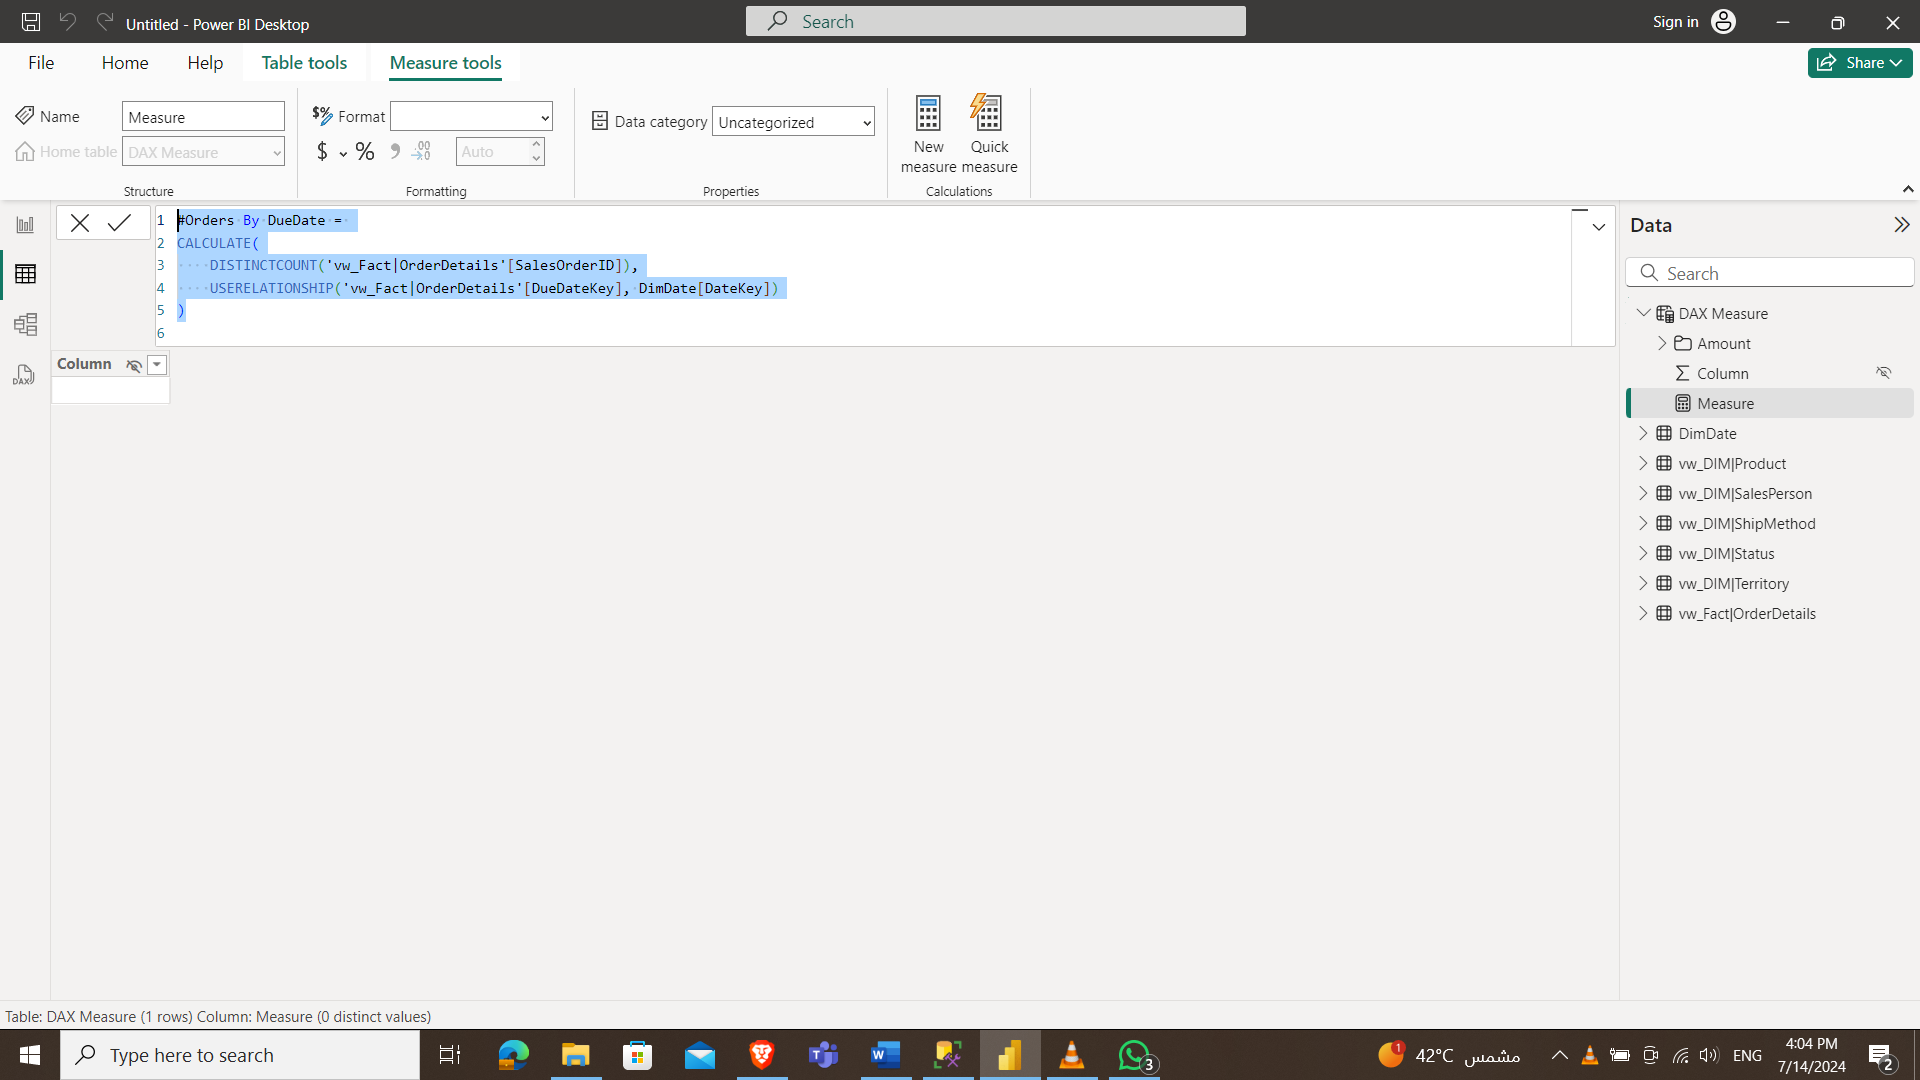 Untitled - Power BI Desktop
Search
Sign in
File
Home
Help
Table tools
Measure tools
Share
Name
Measure
Format
Data category
Uncategorized
New measure
Quick measure
Home table
DAX Measure
$
%
Auto
Structure
Formatting
Properties
Calculations
1 #Orders By DueDate =
2 CALCULATE(
3 DISTINCTCOUNT('vw_Fact|OrderDetails'[SalesOrderID]),
4 USERELATIONSHIP('vw_Fact|OrderDetails'[DueDateKey], DimDate[DateKey])
5 )
6
Column
Data
Search
DAX Measure
Amount
Column
Measure
DimDate
vw_DIM|Product
vw_DIM|SalesPerson
vw_DIM|ShipMethod
vw_DIM|Status
vw_DIM|Territory
vw_Fact|OrderDetails
Table: DAX Measure (1 rows) Column: Measure (0 distinct values)
Type here to search
3
1
42°C مشمس
ENG
4:04 PM
7/14/2024
2